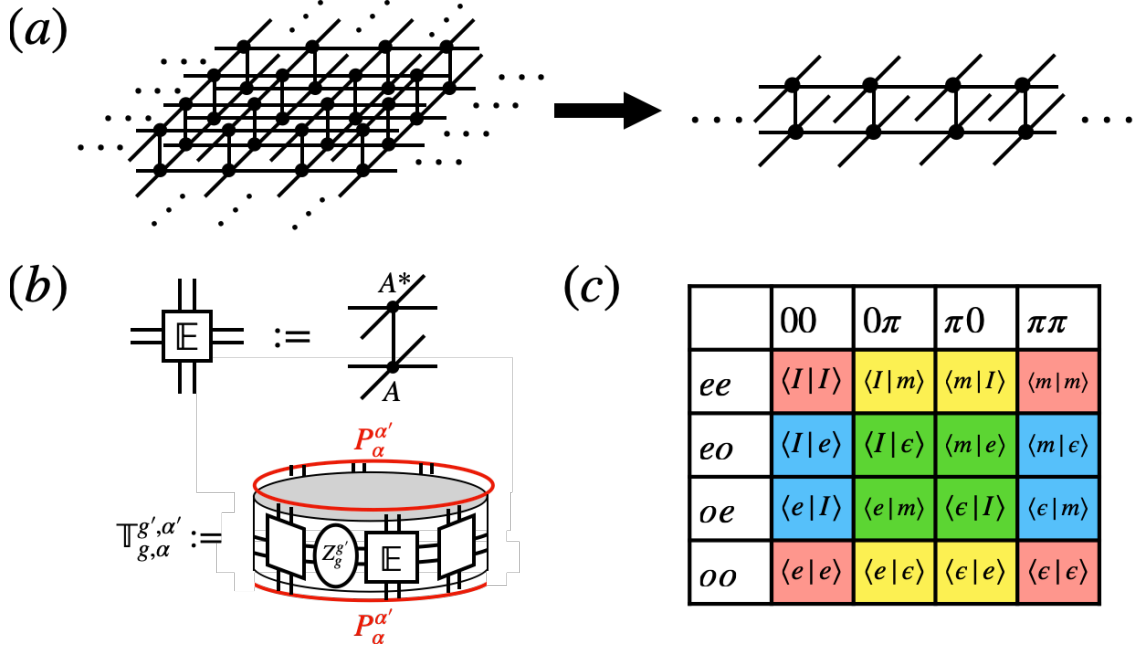 (a)
(b)
𝔼 := A*
A
P_α^{α'}
𝕋_{g,α}^{g',α'} := Z_g^{g'} 𝔼
P_α^{α'}
(c)
00 0π π0 ππ
ee ⟨I|I⟩ ⟨I|m⟩ ⟨m|I⟩ ⟨m|m⟩
eo ⟨I|e⟩ ⟨I|ϵ⟩ ⟨m|e⟩ ⟨m|ϵ⟩
oe ⟨e|I⟩ ⟨e|m⟩ ⟨ϵ|I⟩ ⟨ϵ|m⟩
oo ⟨e|e⟩ ⟨e|ϵ⟩ ⟨ϵ|e⟩ ⟨ϵ|ϵ⟩